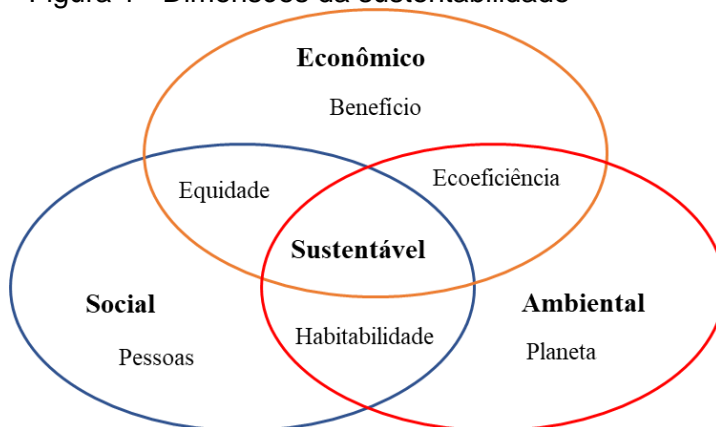 Econômico
Benefício
Equidade
Ecoeficiência
Sustentável
Social
Ambiental
Habitabilidade
Pessoas
Planeta